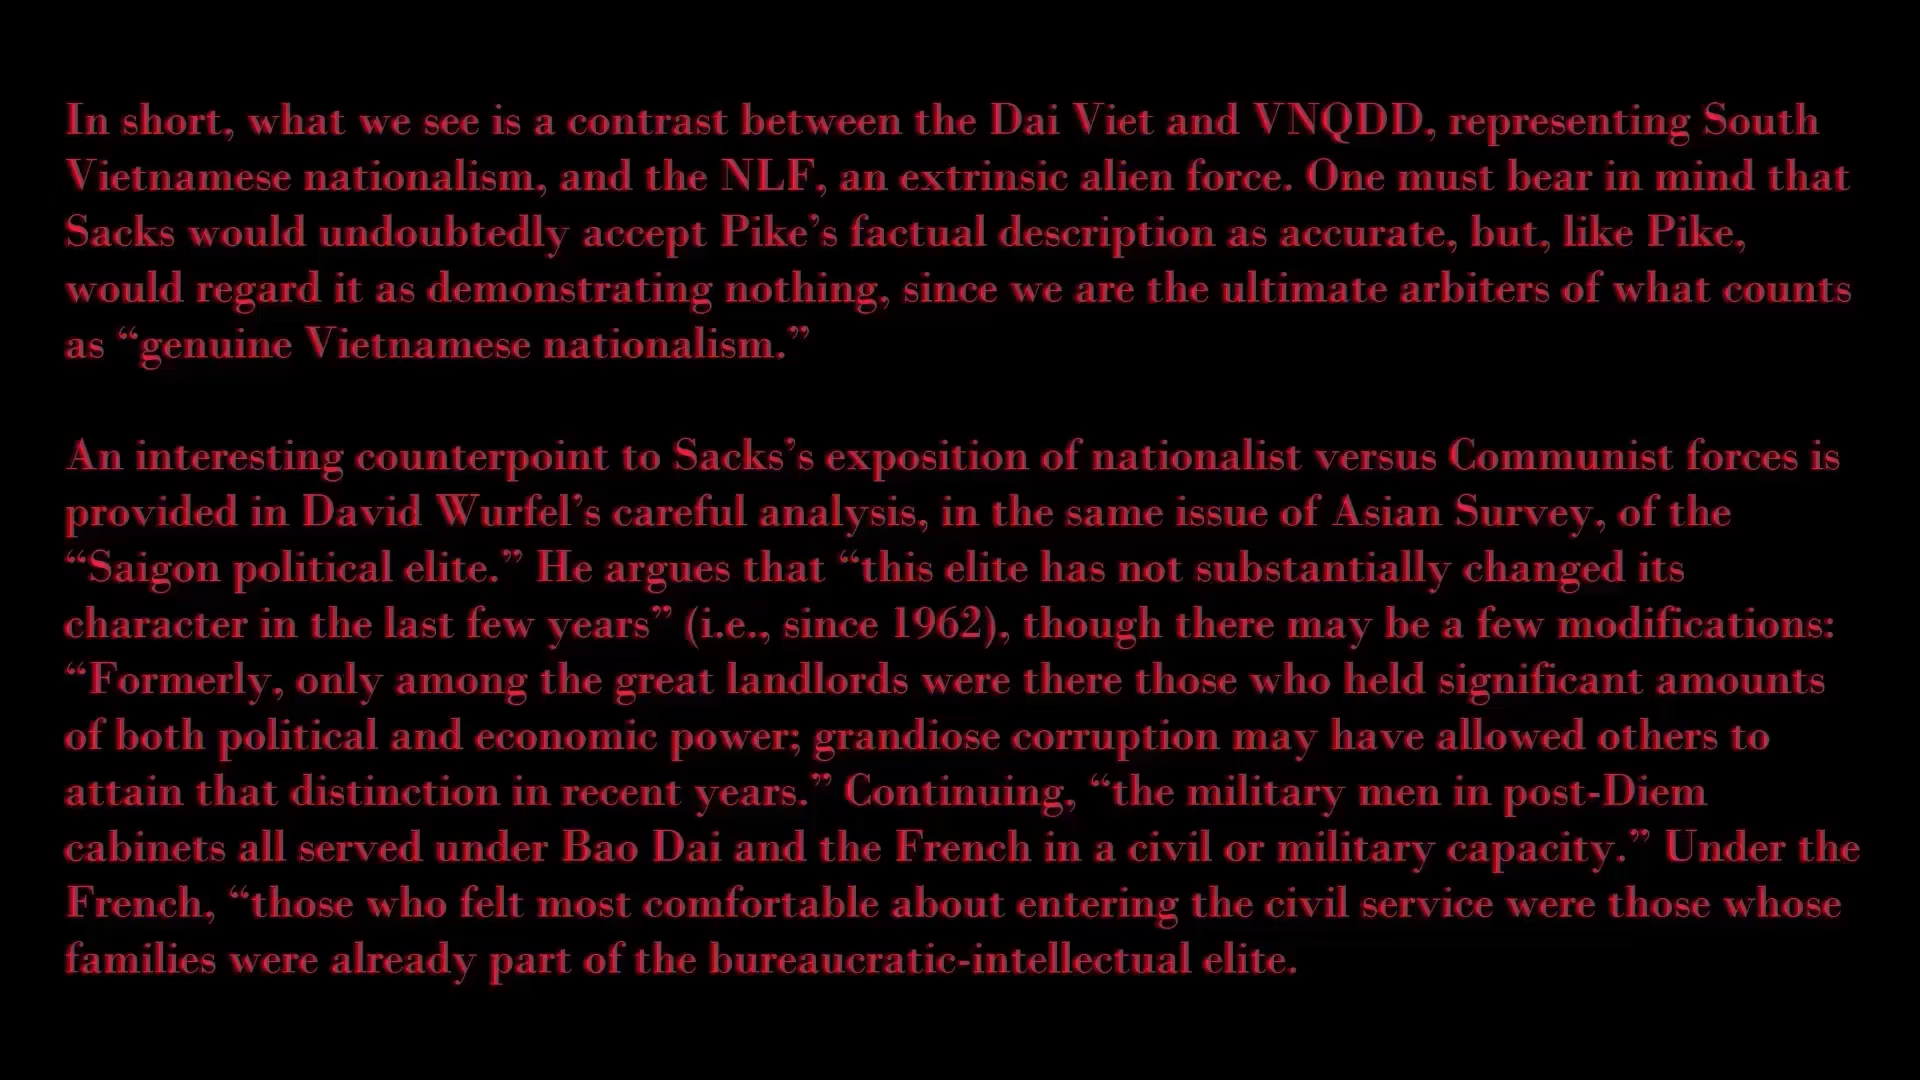 In short, what we see is a contrast between the Dai Viet and VNQDD, representing South
Vietnamese nationalism, and the NLF, an extrinsic alien force. One must bear in mind that
Sacks would undoubtedly accept Pike’s factual description as accurate, but, like Pike,
would regard it as demonstrating nothing, since we are the ultimate arbiters of what counts
as “genuine Vietnamese nationalism.”
An interesting counterpoint to Sacks’s exposition of nationalist versus Communist forces is
provided in David Wurfel’s careful analysis, in the same issue of Asian Survey, of the
“Saigon political elite.” He argues that “this elite has not substantially changed its
character in the last few years” (i.e., since 1962), though there may be a few modifications:
“Formerly, only among the great landlords were there those who held significant amounts
of both political and economic power; grandiose corruption may have allowed others to
attain that distinction in recent years.” Continuing, “the military men in post-Diem
cabinets all served under Bao Dai and the French in a civil or military capacity.” Under the
French, “those who felt most comfortable about entering the civil service were those whose
families were already part of the bureaucratic-intellectual elite.